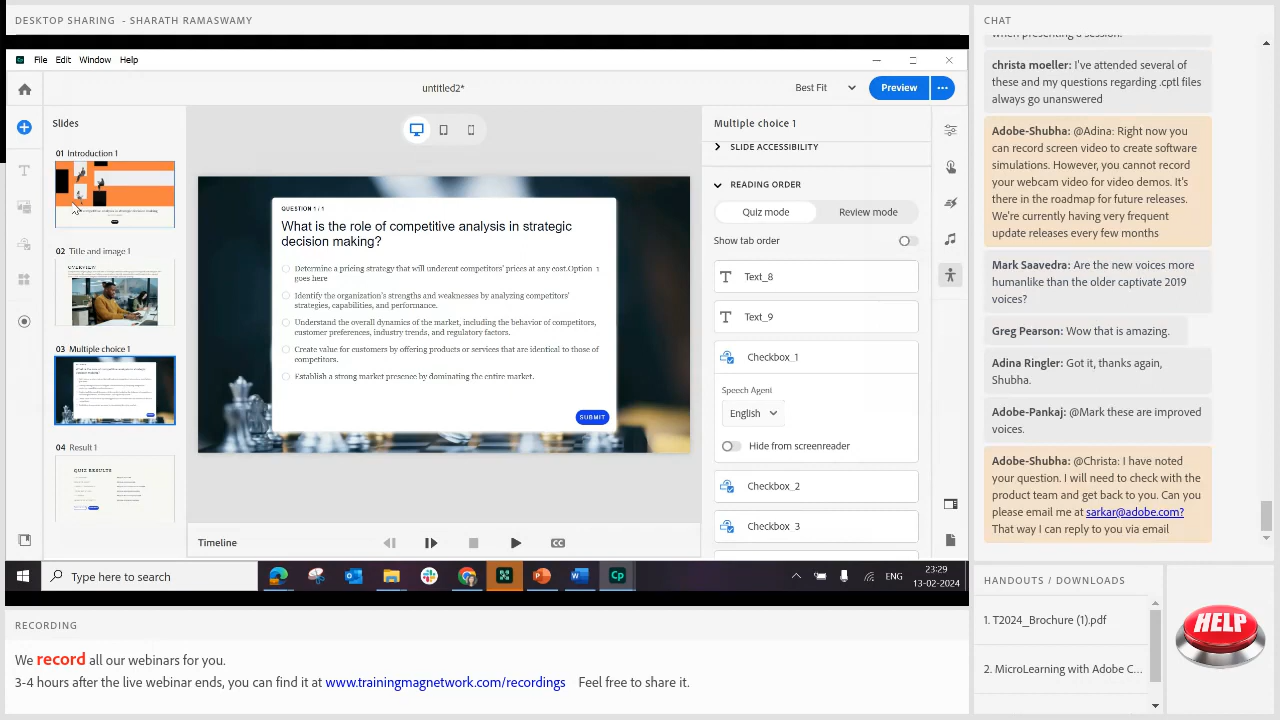 DESKTOP SHARING - SHARATH RAMASWAMY
File Edit Window Help
untitled2*
Best Fit
Preview
Slides
01 Introduction 1
02 Title and image 1
OVERVIEW
03 Multiple choice 1
04 Result 1
QUIZ RESULTS
QUESTION 1 / 1
What is the role of competitive analysis in strategic
decision making?
Determine a pricing strategy that will undercut competitors' prices at any cost.Option 1
goes here
Identify the organization's strengths and weaknesses by analyzing competitors'
strategies, capabilities, and performance.
Understand the overall dynamics of the market, including the behavior of competitors,
customer preferences, industry trends, and regulatory factors.
Create value for customers by offering products or services that are identical to those of
competitors.
Establish a strong market presence by dominating the entire market.
SUBMIT
Timeline
Multiple choice 1
SLIDE ACCESSIBILITY
READING ORDER
Quiz mode Review mode
Show tab order
Text_8
Text_9
Checkbox_1
Speech Agent
English
Hide from screenreader
Checkbox_2
Checkbox_3
Type here to search
ENG
23:29
13-02-2024
RECORDING
We record all our webinars for you.
3-4 hours after the live webinar ends, you can find it at www.trainingmagnetwork.com/recordings Feel free to share it.
CHAT
when presenting a session.
christa moeller: I've attended several of
these and my questions regarding .cptl files
always go unanswered
Adobe-Shubha: @Adina: Right now you
can record screen video to create software
simulations. However, you cannot record
your webcam video for video demos. It's
there in the roadmap for future releases.
We're currently having very frequent
update releases every few months
Mark Saavedra: Are the new voices more
humanlike than the older captivate 2019
voices?
Greg Pearson: Wow that is amazing.
Adina Ringler: Got it, thanks again,
Shubha.
Adobe-Pankaj: @Mark these are improved
voices.
Adobe-Shubha: @Christa: I have noted
your question. I will need to check with the
product team and get back to you. Can you
please email me at sarkar@adobe.com?
That way I can reply to you via email
HANDOUTS / DOWNLOADS
1. T2024_Brochure (1).pdf
2. MicroLearning with Adobe C...
HELP